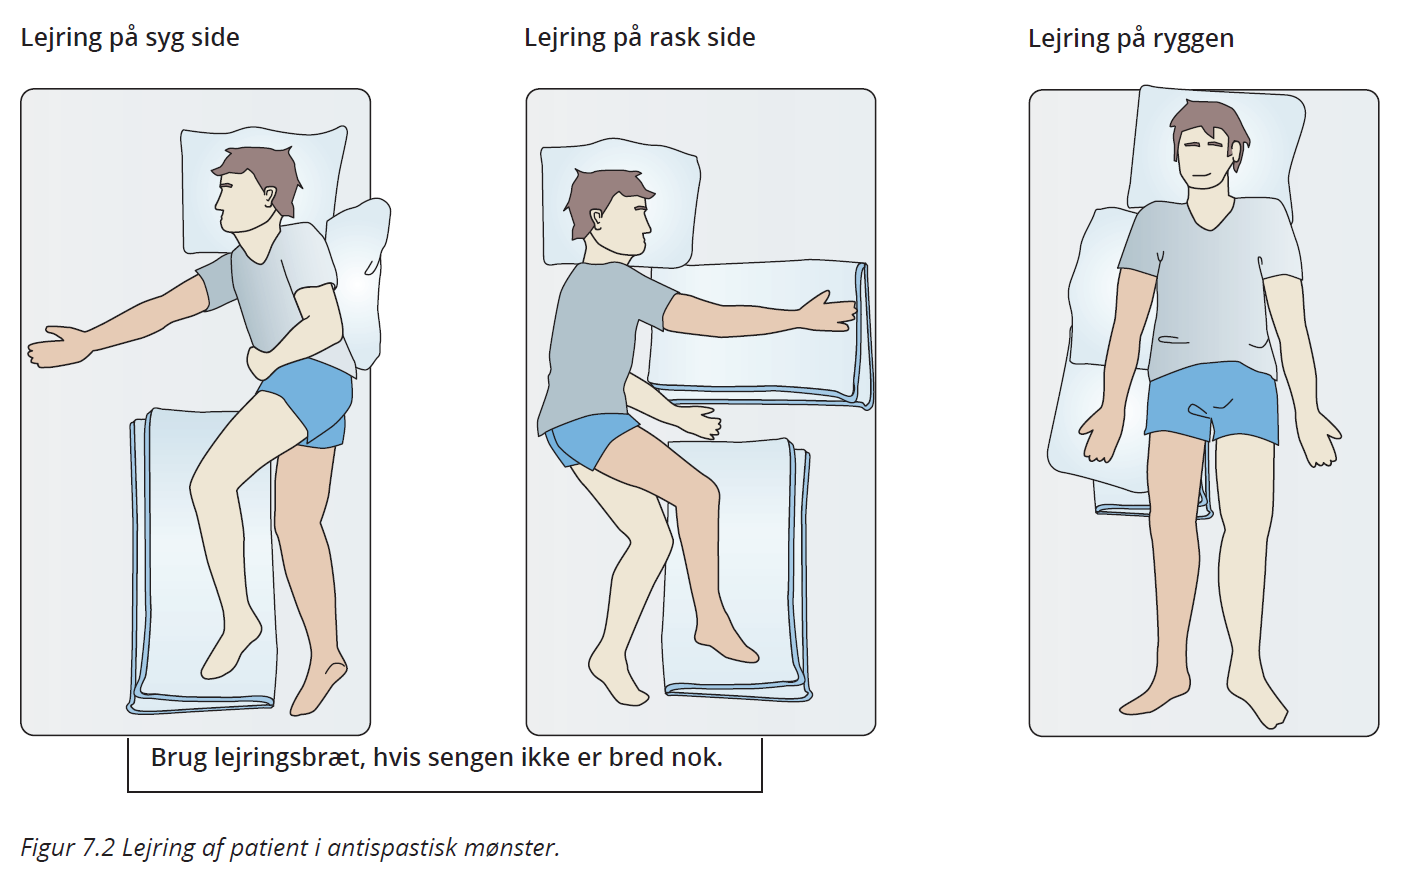 Lejring på syg side
Lejring på rask side
Lejring på ryggen
Brug lejringsbræt, hvis sengen ikke er bred nok.
Figur 7.2 Lejring af patient i antispastisk mønster.